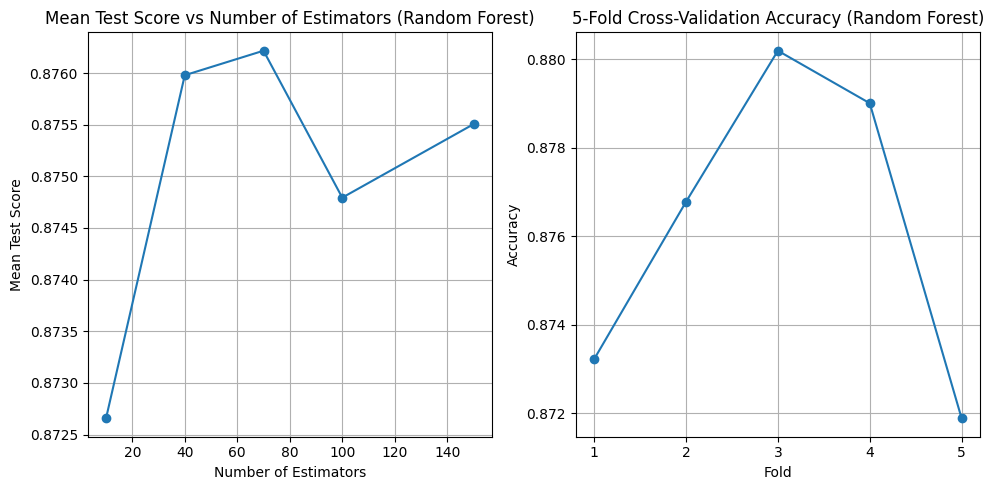 Mean Test Score vs Number of Estimators (Random Forest)
Mean Test Score
0.8760
0.8755
0.8750
0.8745
0.8740
0.8735
0.8730
0.8725
20 40 60 80 100 120 140
Number of Estimators
5-Fold Cross-Validation Accuracy (Random Forest)
Accuracy
0.880
0.878
0.876
0.874
0.872
1 2 3 4 5
Fold